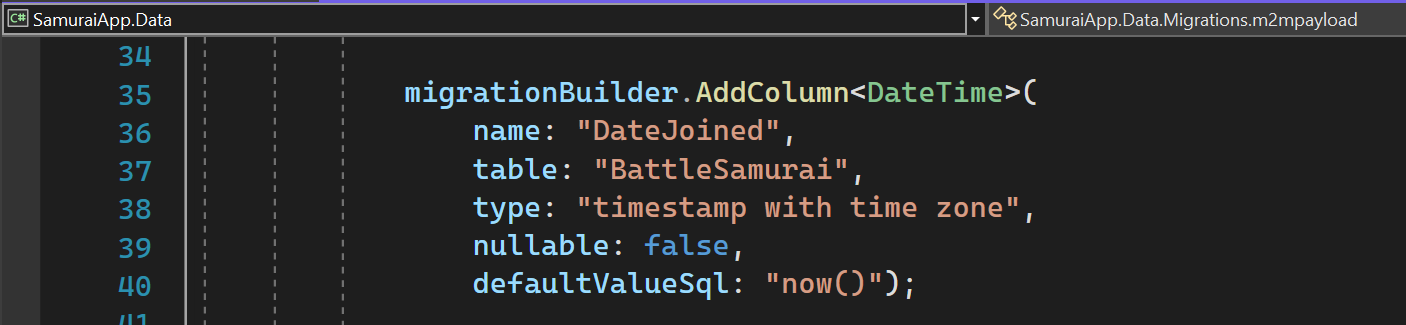 C# SamuraiApp.Data
SamuraiApp.Data.Migrations.m2mpayload
34
35 migrationBuilder.AddColumn<DateTime>(
36 name: "DateJoined",
37 table: "BattleSamurai",
38 type: "timestamp with time zone",
39 nullable: false,
40 defaultValueSql: "now()");
41